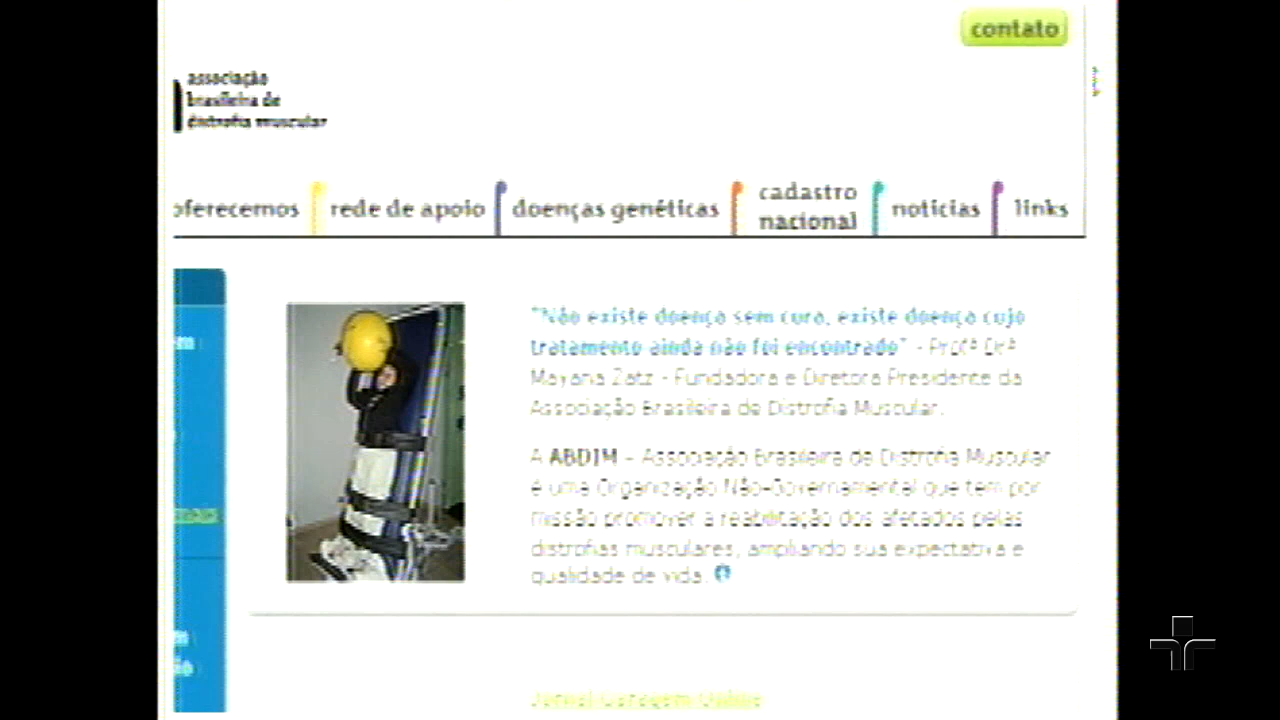 contato
associação
brasileira de
distrofia muscular
oferecemos
rede de apoio
doenças genéticas
cadastro
nacional
noticias
links
"Não existe doença sem cura, existe doença cujo
tratamento ainda não foi encontrado" - Profª Drª
Mayana Zatz - Fundadora e Diretora Presidente da
Associação Brasileira de Distrofia Muscular.
A ABDIM - Associação Brasileira de Distrofia Muscular
é uma Organização Não-Governamental que tem por
missão promover a reabilitação dos afetados pelas
distrofias musculares, ampliando sua expectativa e
qualidade de vida.
Jornal Online